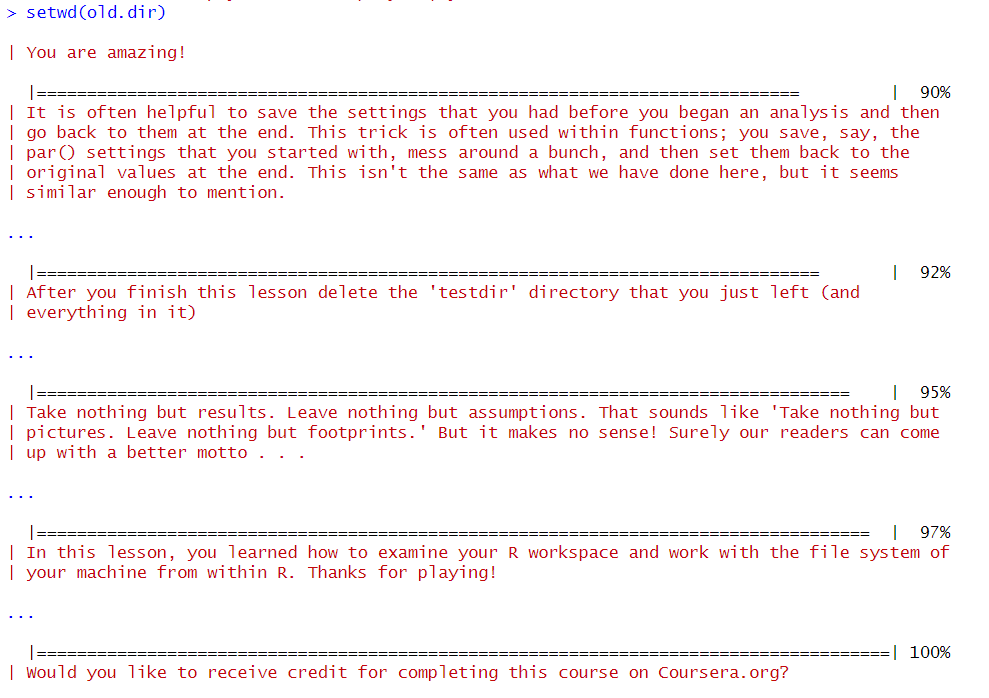 > setwd(old.dir)
| You are amazing!
|============================================================================ | 90%
| It is often helpful to save the settings that you had before you began an analysis and then
| go back to them at the end. This trick is often used within functions; you save, say, the
| par() settings that you started with, mess around a bunch, and then set them back to the
| original values at the end. This isn't the same as what we have done here, but it seems
| similar enough to mention.
...
|============================================================================== | 92%
| After you finish this lesson delete the 'testdir' directory that you just left (and
| everything in it)
...
|================================================================================= | 95%
| Take nothing but results. Leave nothing but assumptions. That sounds like 'Take nothing but
| pictures. Leave nothing but footprints.' But it makes no sense! Surely our readers can come
| up with a better motto . . .
...
|=================================================================================== | 97%
| In this lesson, you learned how to examine your R workspace and work with the file system of
| your machine from within R. Thanks for playing!
...
|=====================================================================================| 100%
| Would you like to receive credit for completing this course on Coursera.org?